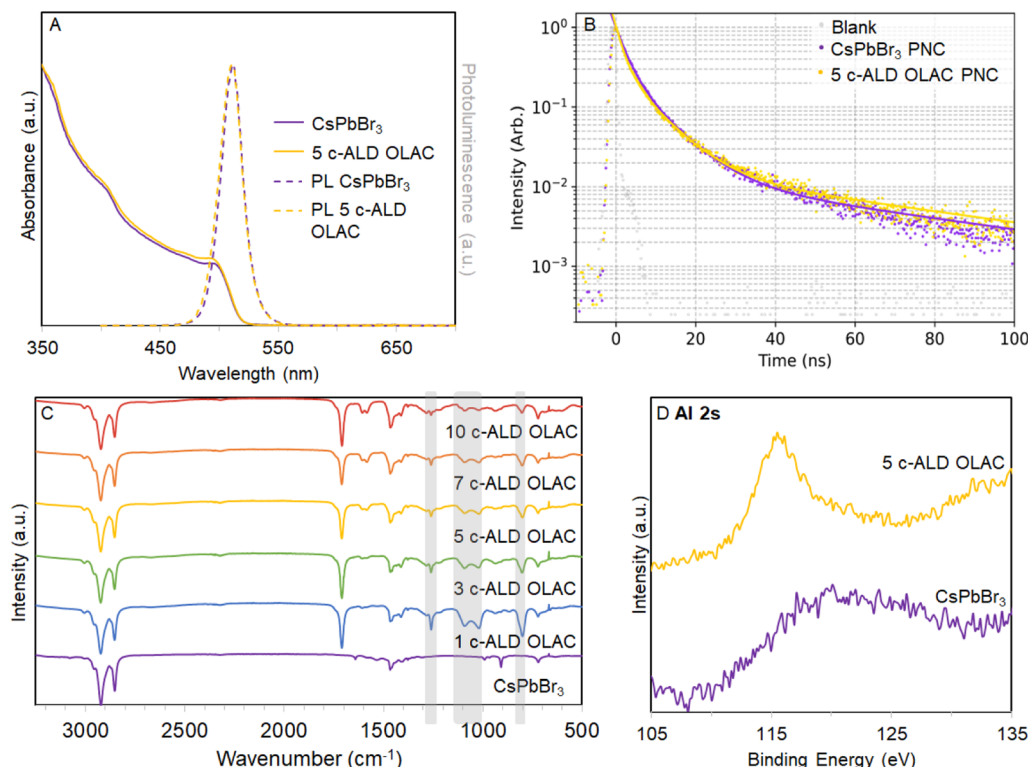 A
Absorbance (a.u.)
Photoluminescence (a.u.)
CsPbBr₃
5 c-ALD OLAC
PL CsPbBr₃
PL 5 c-ALD
OLAC
350
450
550
650
Wavelength (nm)
B
Intensity (Arb.)
10⁰
10⁻¹
10⁻²
10⁻³
Blank
CsPbBr₃ PNC
5 c-ALD OLAC PNC
0
20
40
60
80
100
Time (ns)
C
Intensity (a.u.)
10 c-ALD OLAC
7 c-ALD OLAC
5 c-ALD OLAC
3 c-ALD OLAC
1 c-ALD OLAC
CsPbBr₃
3000
2500
2000
1500
1000
500
Wavenumber (cm⁻¹)
D Al 2s
Intensity (a.u.)
5 c-ALD OLAC
CsPbBr₃
105
115
125
135
Binding Energy (eV)